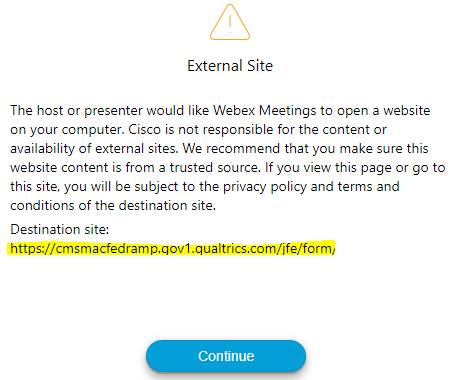 External Site
The host or presenter would like Webex Meetings to open a website
on your computer. Cisco is not responsible for the content or
availability of external sites. We recommend that you make sure this
website content is from a trusted source. If you view this page or go to
this site, you will be subject to the privacy policy and terms and
conditions of the destination site.
Destination site:
https://cmsmacfedramp.gov1.qualtrics.com/jfe/form/
Continue